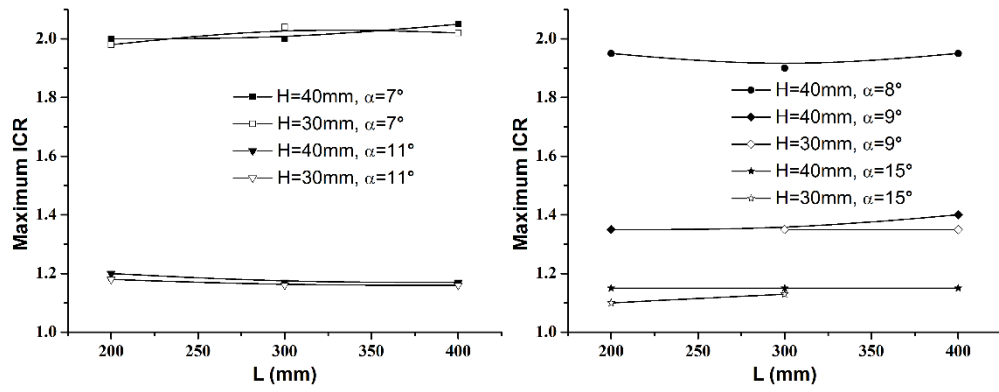 2.0
1.8
1.6
1.4
1.2
1.0
Maximum ICR
H=40mm, α=7°
H=30mm, α=7°
H=40mm, α=11°
H=30mm, α=11°
200 250 300 350 400
L (mm)
2.0
1.8
1.6
1.4
1.2
1.0
Maximum ICR
H=40mm, α=8°
H=40mm, α=9°
H=30mm, α=9°
H=40mm, α=15°
H=30mm, α=15°
200 250 300 350 400
L (mm)